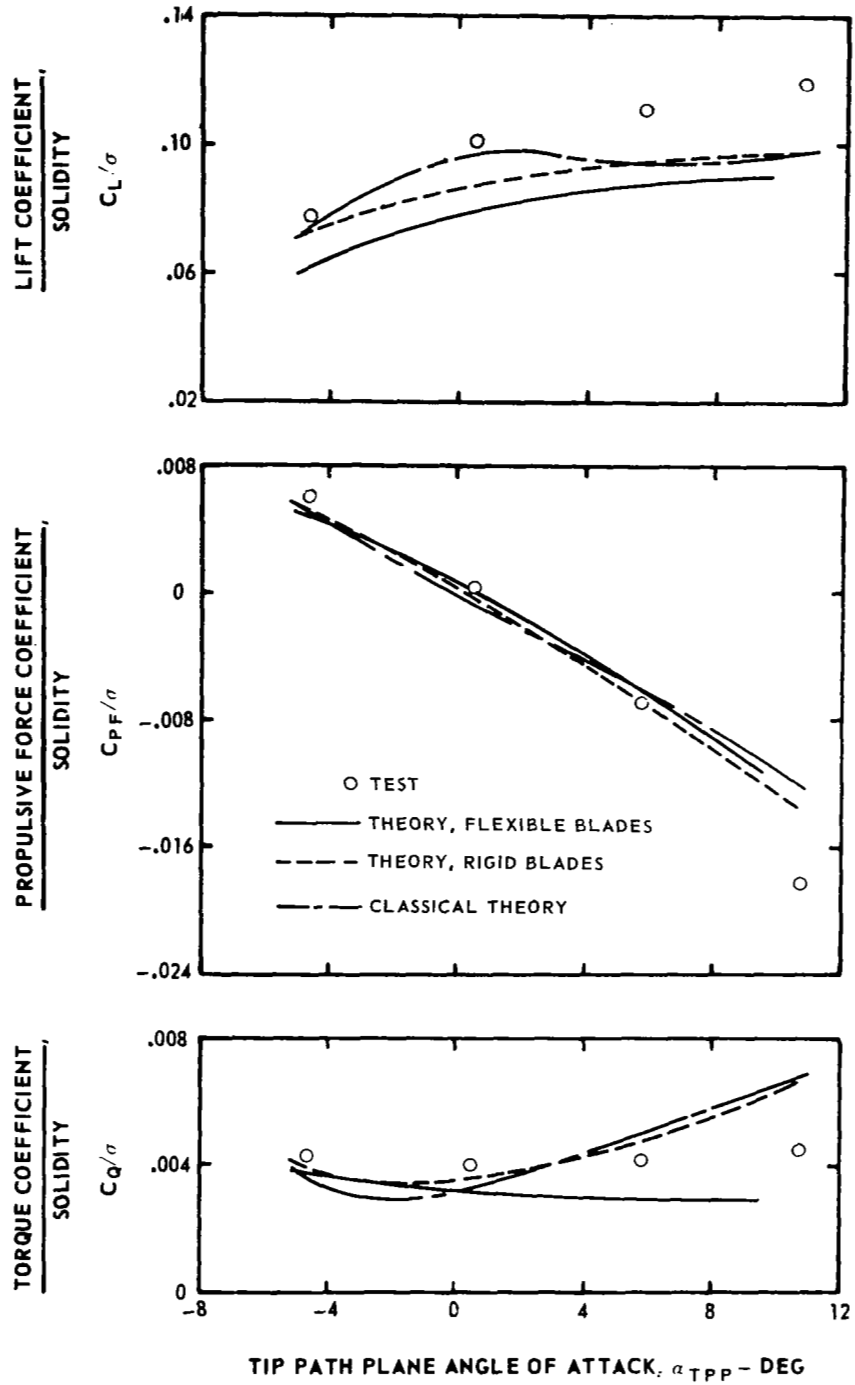 LIFT COEFFICIENT,
SOLIDITY
C_L/σ
.14
.10
.06
.02
PROPULSIVE FORCE COEFFICIENT,
SOLIDITY
C_PF/σ
.008
0
-.008
-.016
-.024
TEST
THEORY, FLEXIBLE BLADES
THEORY, RIGID BLADES
CLASSICAL THEORY
TORQUE COEFFICIENT,
SOLIDITY
C_Q/σ
.008
.004
0
-8 -4 0 4 8 12
TIP PATH PLANE ANGLE OF ATTACK, α_TPP - DEG